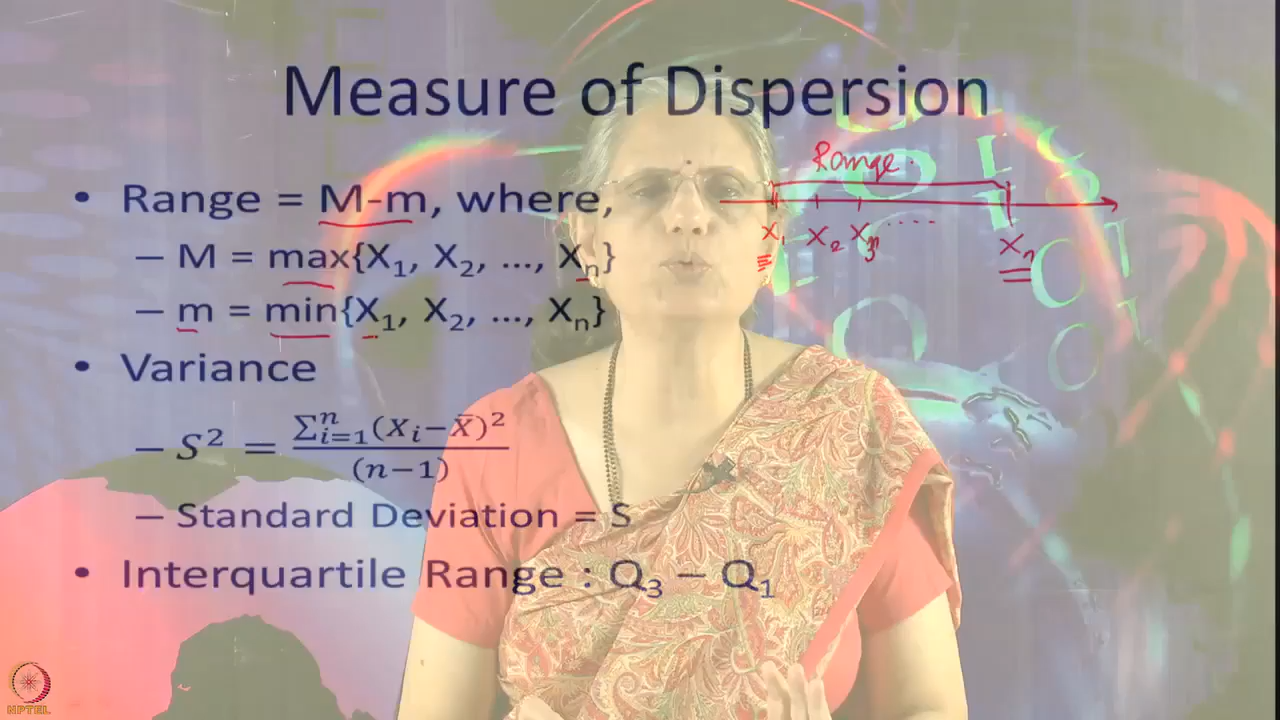 Measure of Dispersion
• Range = M-m, where,
– M = max{X₁, X₂, ..., Xₙ}
– m = min{X₁, X₂, ..., Xₙ}
• Variance
– S² = ∑ⁿᵢ₌₁(Xᵢ−X̄)² / (n−1)
– Standard Deviation = S
• Interquartile Range : Q₃ – Q₁
Range
X₁ X₂ X₃ ...... Xₙ
NPTEL